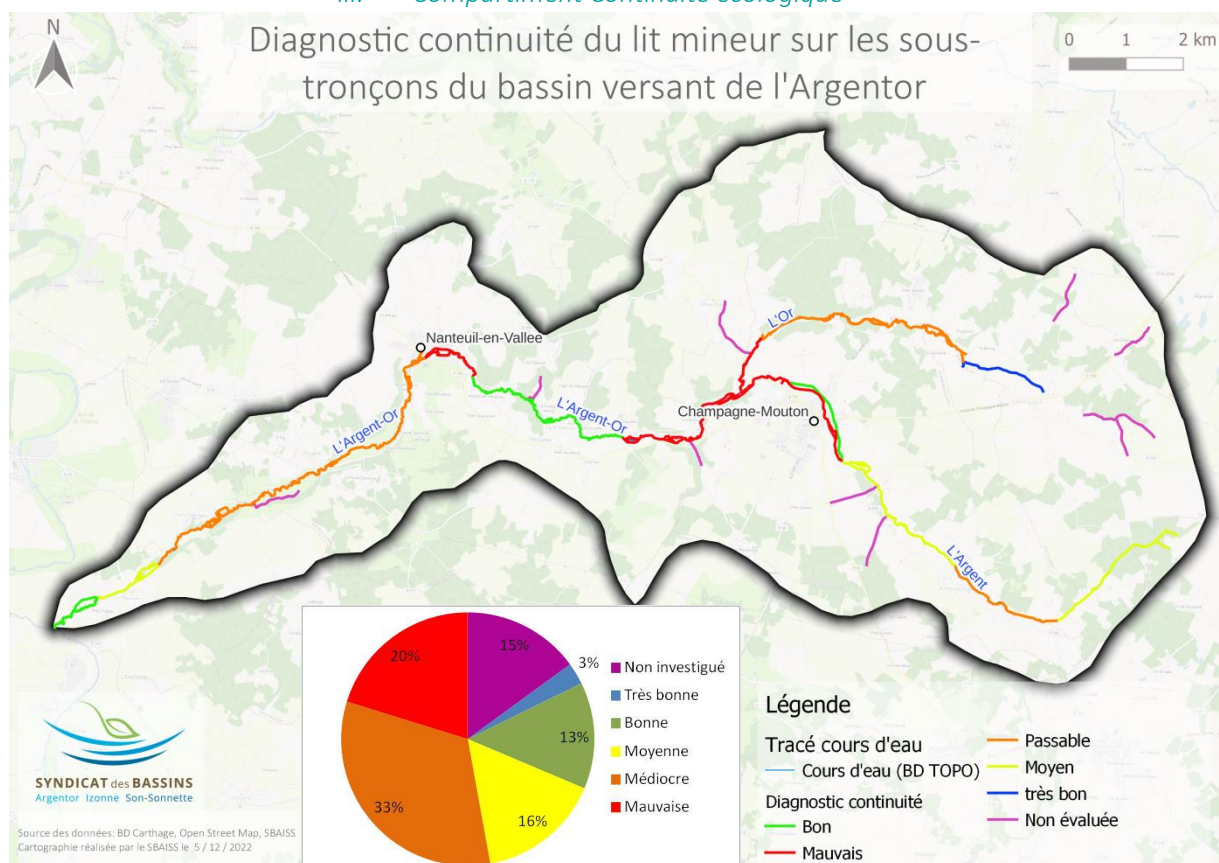 iii. Compartiment Continuité écologique
Diagnostic continuité du lit mineur sur les sous-
tronçons du bassin versant de l'Argentor
N
0 1 2 km
Nanteuil-en-Vallee
L'Or
L'Argent-Or
L'Argent-Or
Champagne-Mouton
L'Argent
15%
3%
13%
16%
33%
20%
Non investigué
Très bonne
Bonne
Moyenne
Médiocre
Mauvaise
Légende
Tracé cours d'eau
Cours d'eau (BD TOPO)
Diagnostic continuité
Bon
Mauvais
Passable
Moyen
très bon
Non évaluée
SYNDICAT des BASSINS
Argentor Izonne Son-Sonnette
Source des données: BD Carthage, Open Street Map, SBAISS
Cartographie réalisée par le SBAISS le 5 / 12 / 2022